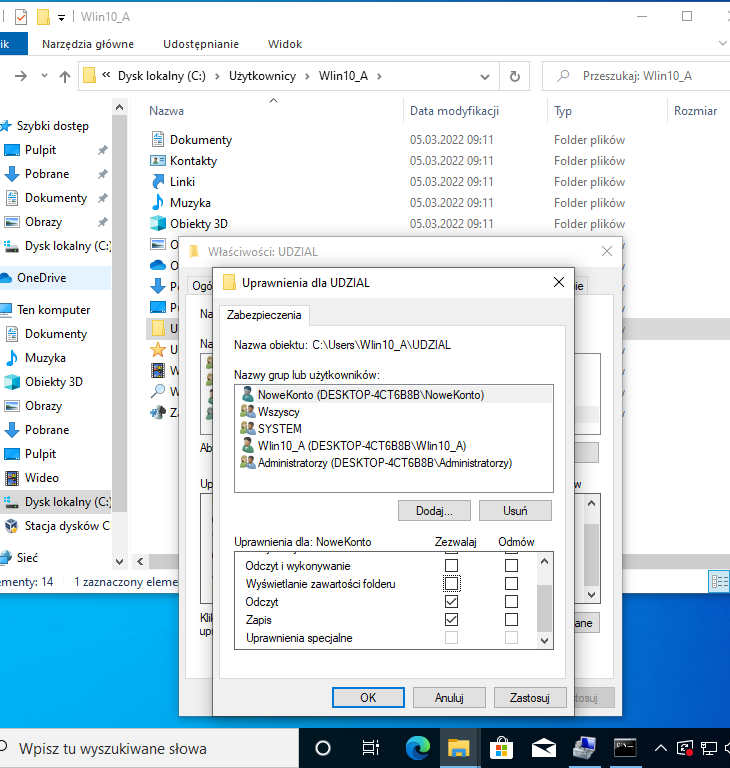 Wlin10_A
ik Narzędzia główne Udostępnianie Widok
« Dysk lokalny (C:) > Użytkownicy > Wlin10_A > Przeszukaj: Wlin10_A
Nazwa Data modyfikacji Typ Rozmiar
Szybki dostęp
Pulpit
Pobrane
Dokumenty
Obrazy
Dysk lokalny (C:)
OneDrive
Ten komputer
Dokumenty
Muzyka
Obiekty 3D
Obrazy
Pobrane
Pulpit
Wideo
Dysk lokalny (C:)
Stacja dysków C
Sieć
Dokumenty 05.03.2022 09:11 Folder plików
Kontakty 05.03.2022 09:11 Folder plików
Linki 05.03.2022 09:11 Folder plików
Muzyka 05.03.2022 09:11 Folder plików
Obiekty 3D 05.03.2022 09:11 Folder plików
ementy: 14 1 zaznaczony eleme
Właściwości: UDZIAL
Ogó
ie
Na
Ab
Up
w
Klik
upr
ane
tosuj
Uprawnienia dla UDZIAL
Zabezpieczenia
Nazwa obiektu: C:\Users\Wlin10_A\UDZIAL
Nazwy grup lub użytkowników:
NoweKonto (DESKTOP-4CT6B8B\NoweKonto)
Wszyscy
SYSTEM
Wlin10_A (DESKTOP-4CT6B8B\Wlin10_A)
Administratorzy (DESKTOP-4CT6B8B\Administratorzy)
Dodaj... Usuń
Uprawnienia dla: NoweKonto Zezwalaj Odmów
Odczyt i wykonywanie
Wyświetlanie zawartości folderu
Odczyt
Zapis
Uprawnienia specjalne
OK Anuluj Zastosuj
Wpisz tu wyszukiwane słowa